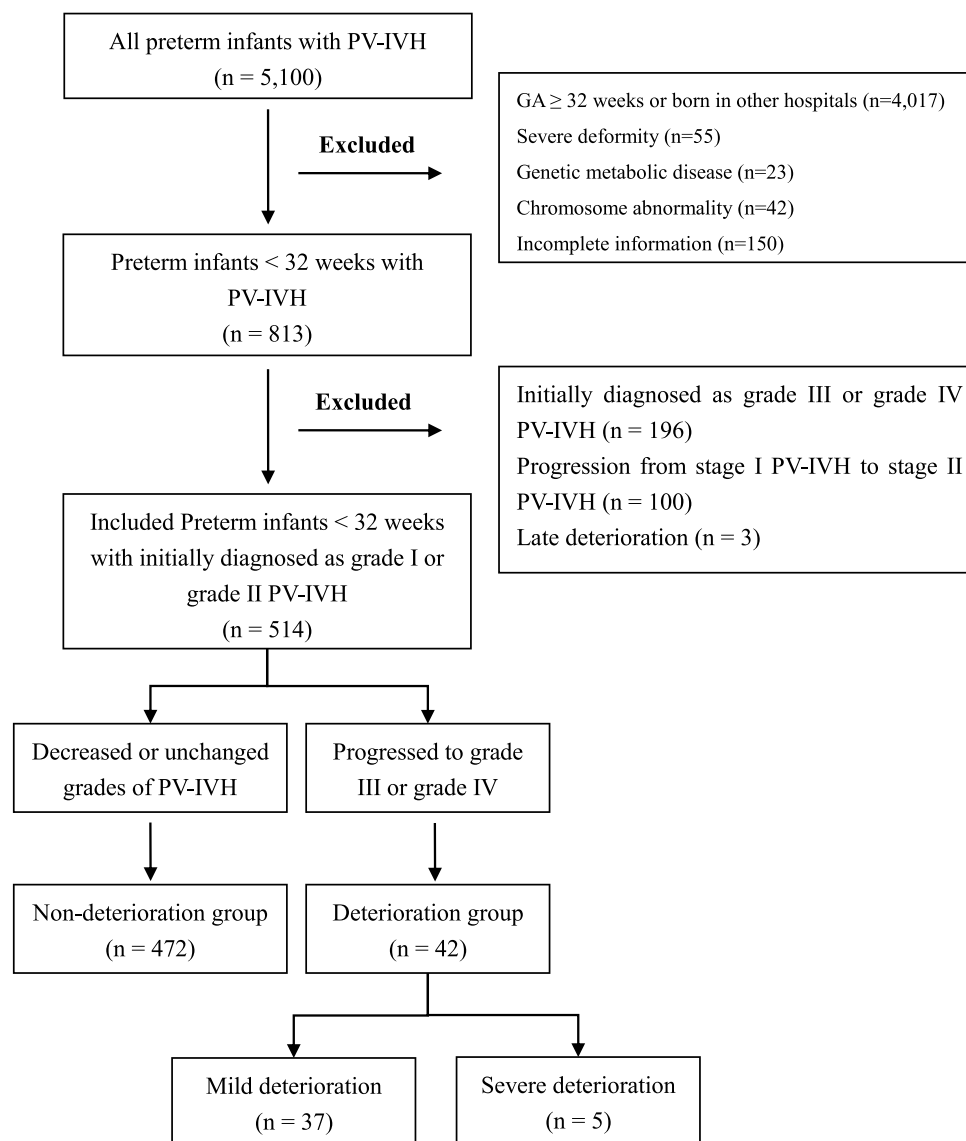 All preterm infants with PV-IVH
(n = 5,100)
GA ≥ 32 weeks or born in other hospitals (n=4,017)
Severe deformity (n=55)
Genetic metabolic disease (n=23)
Chromosome abnormality (n=42)
Incomplete information (n=150)
Excluded
Preterm infants < 32 weeks with
PV-IVH
(n = 813)
Excluded
Initially diagnosed as grade III or grade IV
PV-IVH (n = 196)
Progression from stage I PV-IVH to stage II
PV-IVH (n = 100)
Late deterioration (n = 3)
Included Preterm infants < 32 weeks
with initially diagnosed as grade I or
grade II PV-IVH
(n = 514)
Decreased or unchanged
grades of PV-IVH
Progressed to grade
III or grade IV
Non-deterioration group
(n = 472)
Deterioration group
(n = 42)
Mild deterioration
(n = 37)
Severe deterioration
(n = 5)